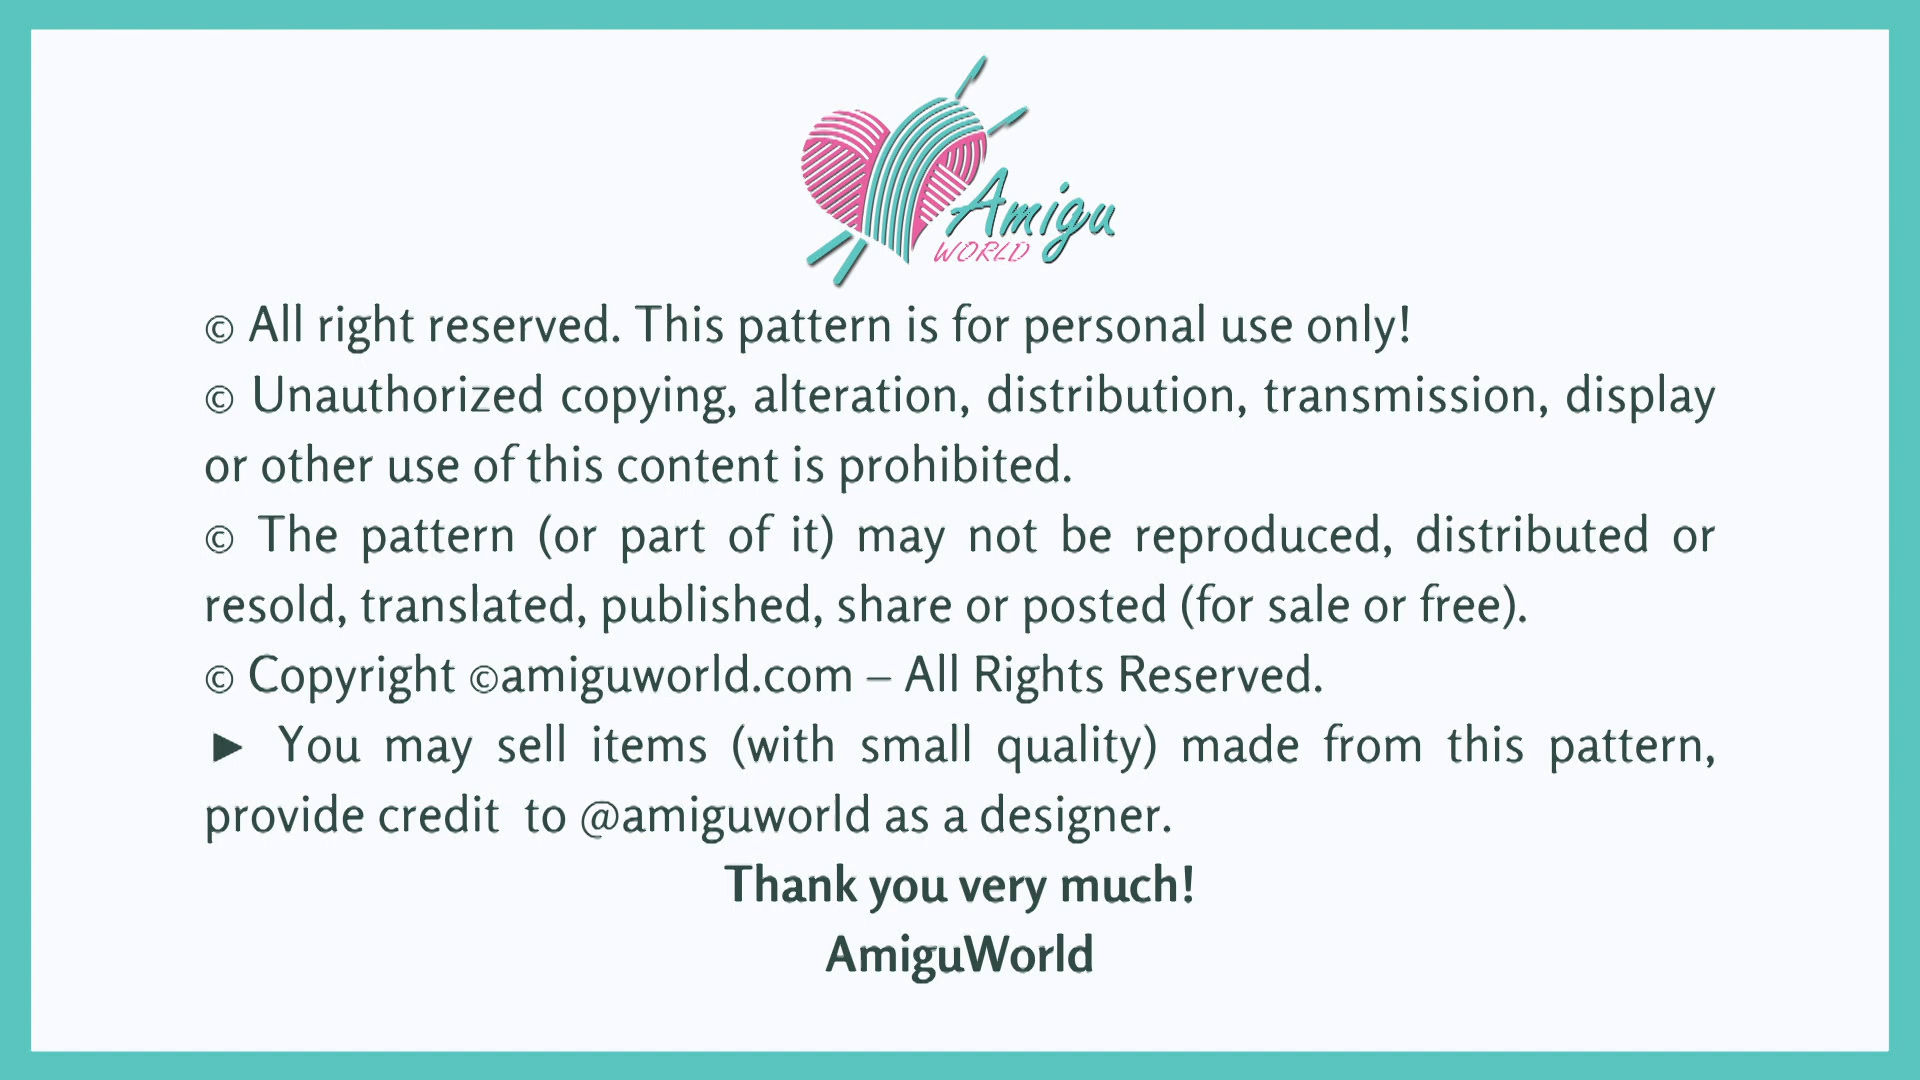 Amigu
WORLD
© All right reserved. This pattern is for personal use only!
© Unauthorized copying, alteration, distribution, transmission, display
or other use of this content is prohibited.
© The pattern (or part of it) may not be reproduced, distributed or
resold, translated, published, share or posted (for sale or free).
© Copyright ©amiguworld.com – All Rights Reserved.
► You may sell items (with small quality) made from this pattern,
provide credit  to @amiguworld as a designer.
Thank you very much!
AmiguWorld